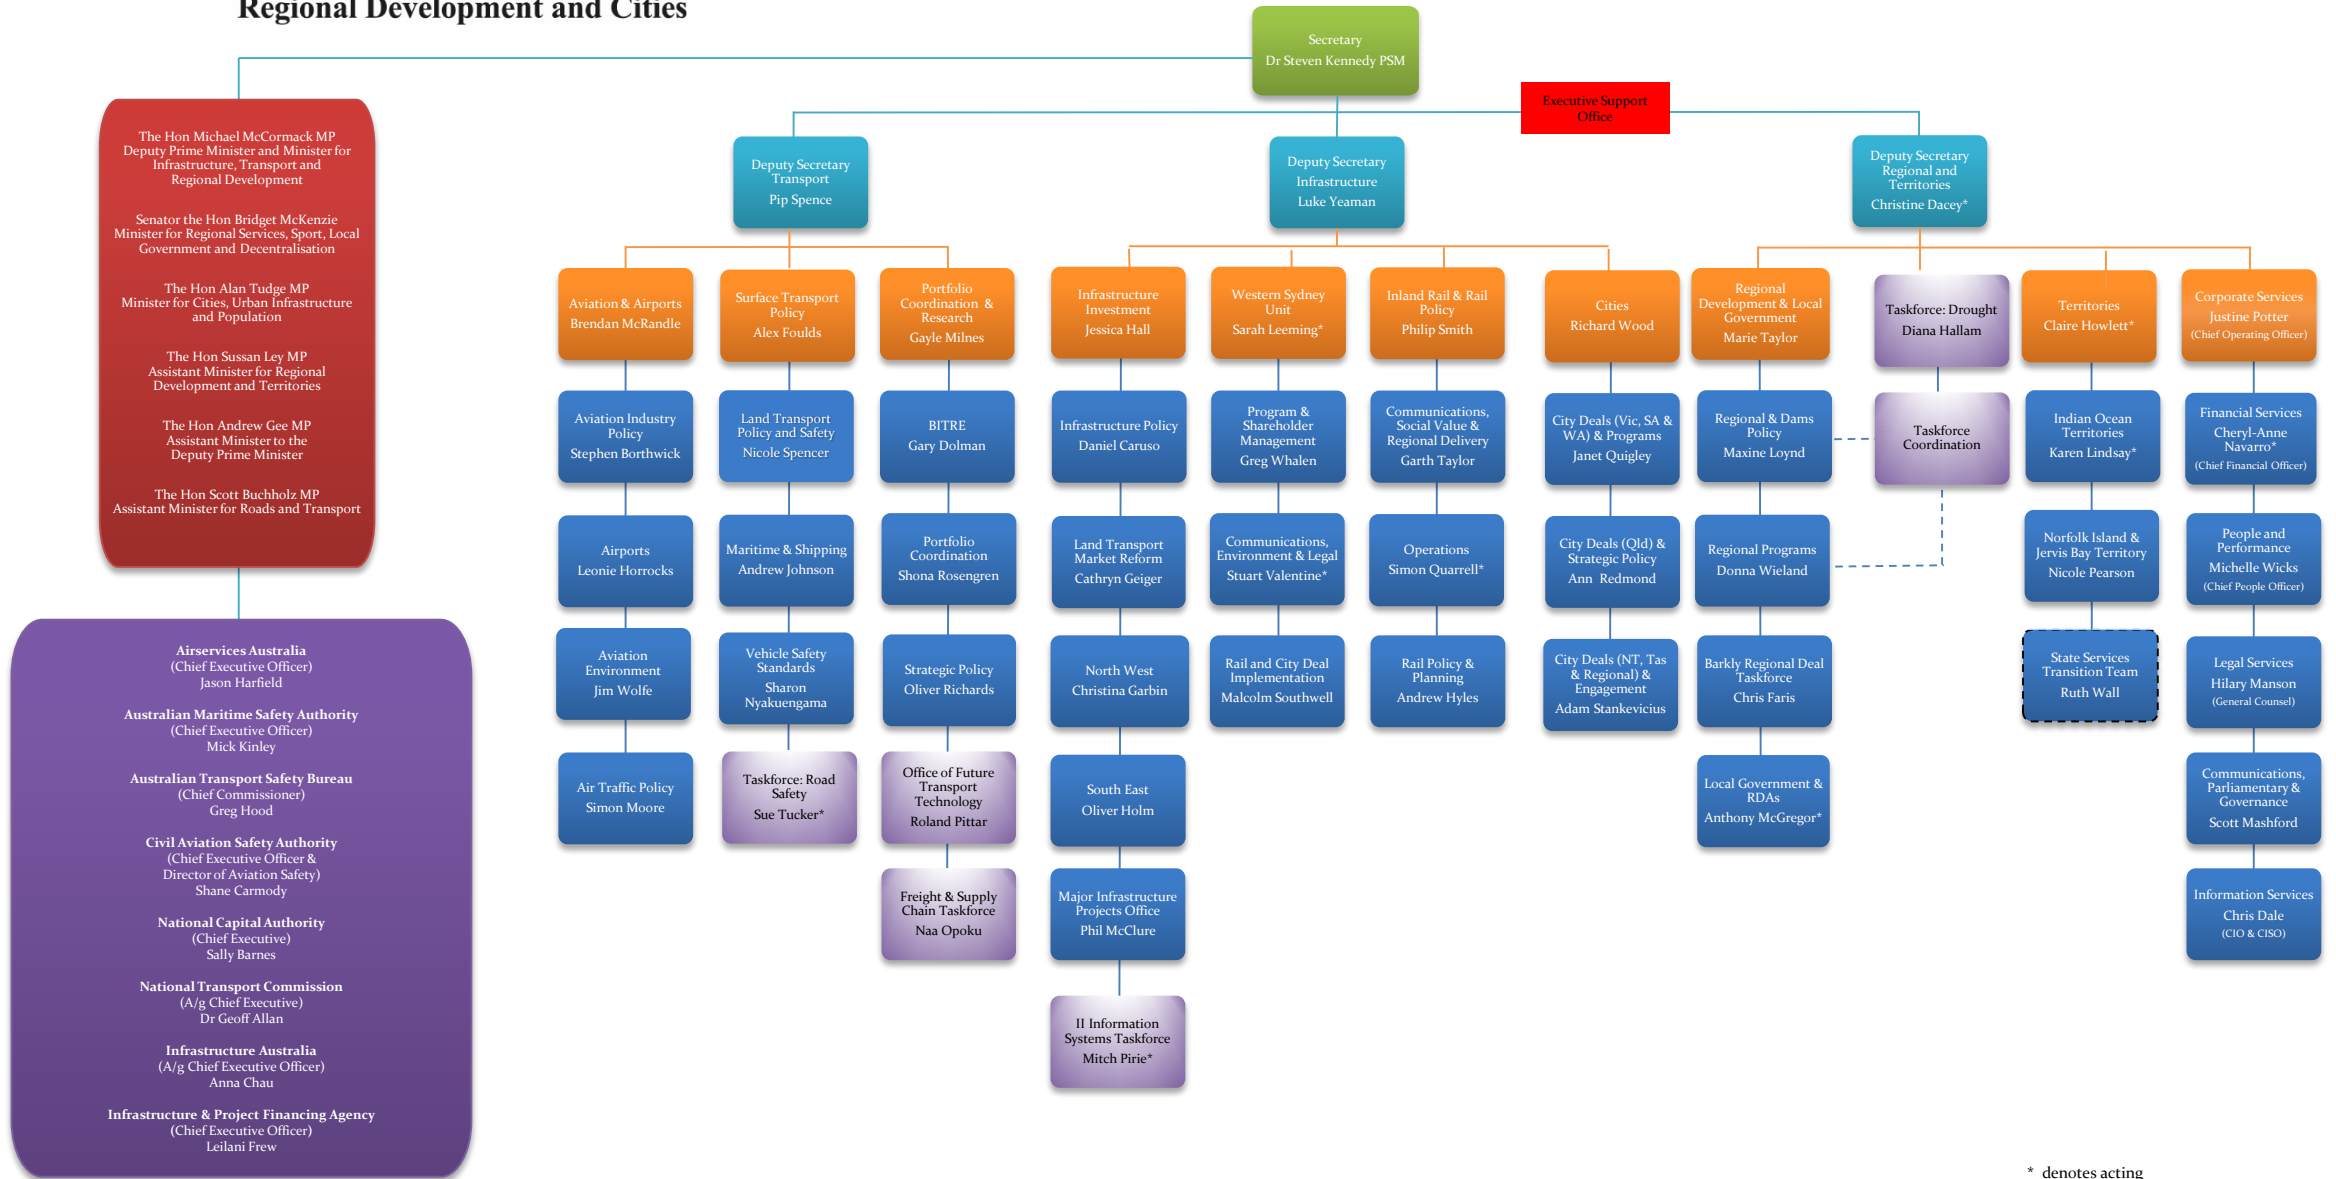 Regional Development and Cities
Secretary
Dr Steven Kennedy PSM
Executive Support
Office
The Hon Michael McCormack MP
Deputy Prime Minister and Minister for
Infrastructure, Transport and
Regional Development
Senator the Hon Bridget McKenzie
Minister for Regional Services, Sport, Local
Government and Decentralisation
The Hon Alan Tudge MP
Minister for Cities, Urban Infrastructure
and Population
The Hon Sussan Ley MP
Assistant Minister for Regional
Development and Territories
The Hon Andrew Gee MP
Assistant Minister to the
Deputy Prime Minister
The Hon Scott Buchholz MP
Assistant Minister for Roads and Transport
Airservices Australia
(Chief Executive Officer)
Jason Harfield
Australian Maritime Safety Authority
(Chief Executive Officer)
Mick Kinley
Australian Transport Safety Bureau
(Chief Commissioner)
Greg Hood
Civil Aviation Safety Authority
(Chief Executive Officer &
Director of Aviation Safety)
Shane Carmody
National Capital Authority
(Chief Executive)
Sally Barnes
National Transport Commission
(A/g Chief Executive)
Dr Geoff Allan
Infrastructure Australia
(A/g Chief Executive Officer)
Anna Chau
Infrastructure & Project Financing Agency
(Chief Executive Officer)
Leilani Frew
Deputy Secretary
Transport
Pip Spence
Aviation & Airports
Brendan McRandle
Aviation Industry
Policy
Stephen Borthwick
Airports
Leonie Horrocks
Aviation
Environment
Jim Wolfe
Air Traffic Policy
Simon Moore
Surface Transport
Policy
Alex Foulds
Land Transport
Policy and Safety
Nicole Spencer
Maritime & Shipping
Andrew Johnson
Vehicle Safety
Standards
Sharon
Nyakuengama
Taskforce: Road
Safety
Sue Tucker*
Portfolio
Coordination &
Research
Gayle Milnes
BITRE
Gary Dolman
Portfolio
Coordination
Shona Rosengren
Strategic Policy
Oliver Richards
Office of Future
Transport
Technology
Roland Pittar
Freight & Supply
Chain Taskforce
Naa Opoku
Deputy Secretary
Infrastructure
Luke Yeaman
Infrastructure
Investment
Jessica Hall
Infrastructure Policy
Daniel Caruso
Land Transport
Market Reform
Cathryn Geiger
North West
Christina Garbin
South East
Oliver Holm
Major Infrastructure
Projects Office
Phil McClure
II Information
Systems Taskforce
Mitch Pirie*
Western Sydney
Unit
Sarah Leeming*
Program &
Shareholder
Management
Greg Whalen
Communications,
Environment & Legal
Stuart Valentine*
Rail and City Deal
Implementation
Malcolm Southwell
Inland Rail & Rail
Policy
Philip Smith
Communications,
Social Value &
Regional Delivery
Garth Taylor
Operations
Simon Quarrell*
Rail Policy &
Planning
Andrew Hyles
Cities
Richard Wood
City Deals (Vic, SA &
WA) & Programs
Janet Quigley
City Deals (Qld) &
Strategic Policy
Ann Redmond
City Deals (NT, Tas
& Regional) &
Engagement
Adam Stankevicius
Deputy Secretary
Regional and
Territories
Christine Dacey*
Regional
Development & Local
Government
Marie Taylor
Regional & Dams
Policy
Maxine Loynd
Regional Programs
Donna Wieland
Barkly Regional Deal
Taskforce
Chris Faris
Local Government &
RDAs
Anthony McGregor*
Taskforce: Drought
Diana Hallam
Taskforce
Coordination
Territories
Claire Howlett*
Indian Ocean
Territories
Karen Lindsay*
Norfolk Island &
Jervis Bay Territory
Nicole Pearson
State Services
Transition Team
Ruth Wall
Corporate Services
Justine Potter
(Chief Operating Officer)
Financial Services
Cheryl-Anne
Navarro*
(Chief Financial Officer)
People and
Performance
Michelle Wicks
(Chief People Officer)
Legal Services
Hilary Manson
(General Counsel)
Communications,
Parliamentary &
Governance
Scott Mashford
Information Services
Chris Dale
(CIO & CISO)
* denotes acting